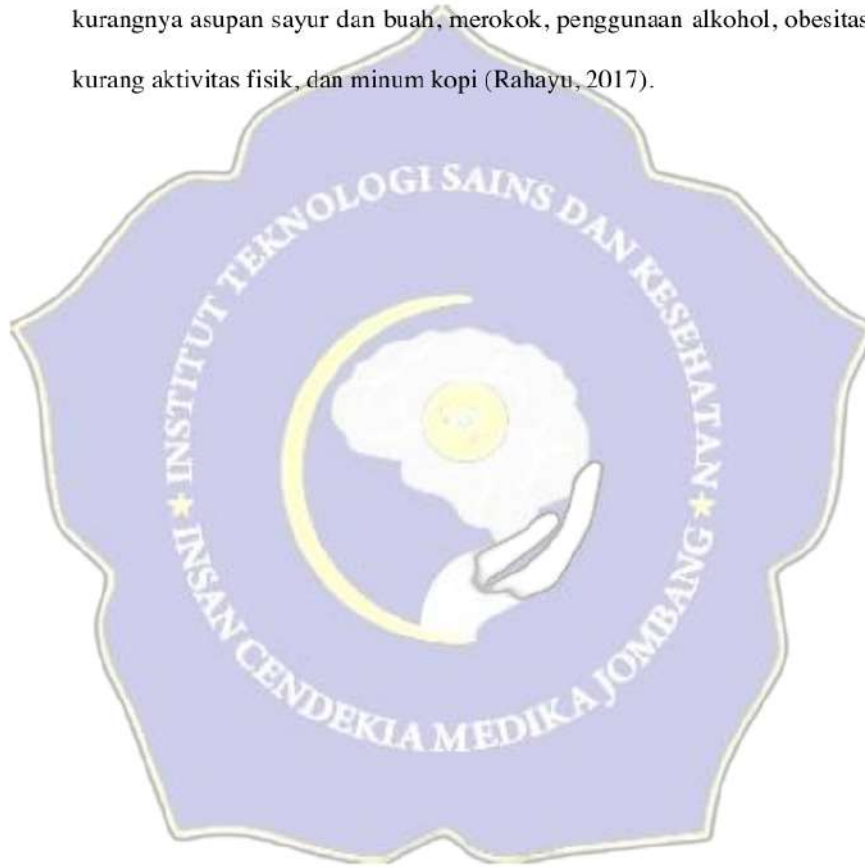 kurangnya asupan sayur dan buah, merokok, penggunaan alkohol, obesitas
kurang aktivitas fisik, dan minum kopi (Rahayu, 2017).
INSTITUT TEKNOLOGI SAINS DAN KESEHATAN
INSAN CENDEKIA MEDIKA JOMBANG